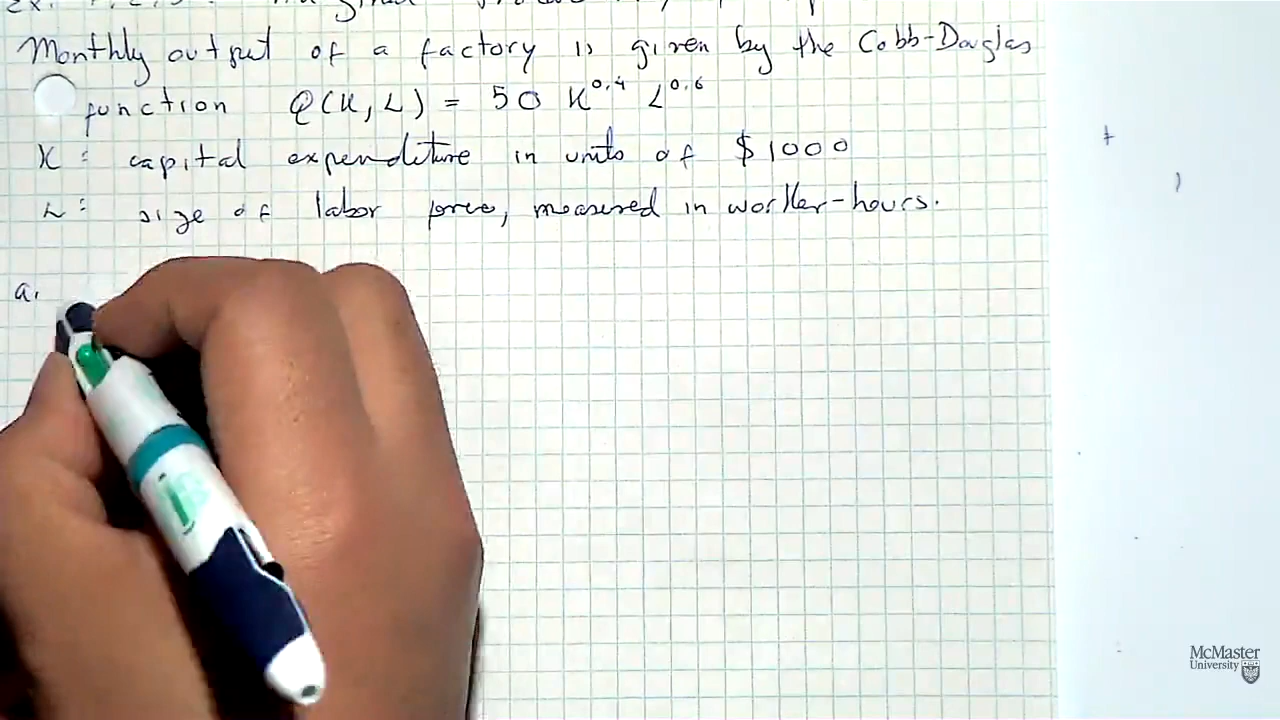 Monthly output of a factory is given by the Cobb-Douglas
function Q(K, L) = 50 K^0.4 L^0.6
K: capital expenditure in units of $1000
L: size of labor force, measured in worker-hours.
a.
McMaster
University